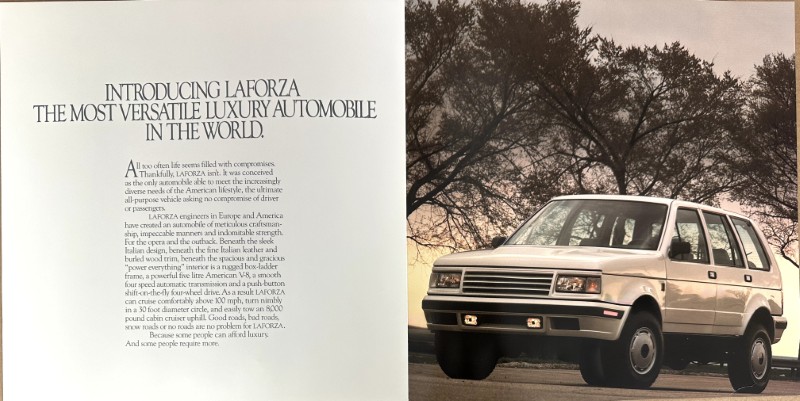 INTRODUCING LAFORZA
THE MOST VERSATILE LUXURY AUTOMOBILE
IN THE WORLD.
All too often life seems filled with compromises.
Thankfully, LAFORZA isn't. It was conceived
as the only automobile able to meet the increasingly
diverse needs of the American lifestyle, the ultimate
all-purpose vehicle asking no compromise of driver
or passengers.
LAFORZA engineers in Europe and America
have created an automobile of meticulous craftsman-
ship, impeccable manners and indomitable strength.
For the opera and the outback. Beneath the sleek
Italian design, beneath the fine Italian leather and
burled wood trim, beneath the spacious and gracious
"power everything" interior is a rugged box-ladder
frame, a powerful five litre American V-8, a smooth
four speed automatic transmission and a push-button
shift-on-the-fly four-wheel drive. As a result LAFORZA
can cruise comfortably above 100 mph, turn nimbly
in a 30 foot diameter circle, and easily tow an 8,000
pound cabin cruiser uphill. Good roads, bad roads,
snow roads or no roads are no problem for LAFORZA.
Because some people can afford luxury.
And some people require more.